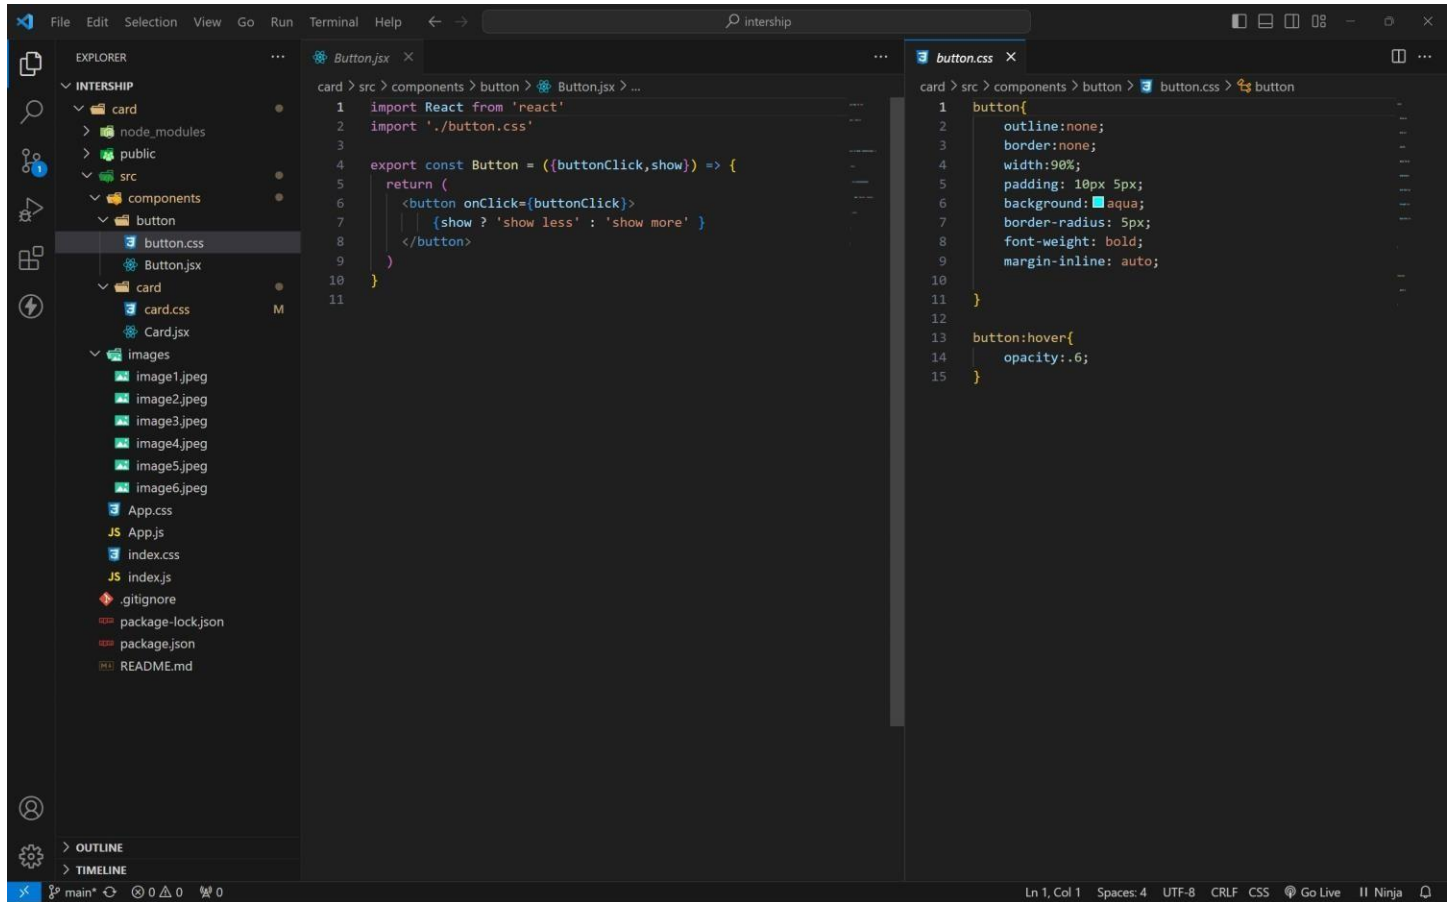 File Edit Selection View Go Run Terminal Help intership
EXPLORER
INTERSHIP
card
node_modules
public
src
components
button
button.css
Button.jsx
card
card.css M
Card.jsx
images
image1.jpeg
image2.jpeg
image3.jpeg
image4.jpeg
image5.jpeg
image6.jpeg
App.css
JS App.js
index.css
JS index.js
.gitignore
package-lock.json
package.json
README.md
OUTLINE
TIMELINE
Button.jsx
card > src > components > button > Button.jsx > ...
1 import React from 'react'
2 import './button.css'
3
4 export const Button = ({buttonClick,show}) => {
5 return (
6 <button onClick={buttonClick}>
7 {show ? 'show less' : 'show more' }
8 </button>
9 )
10 }
11
button.css
card > src > components > button > button.css > button
1 button{
2 outline:none;
3 border:none;
4 width:90%;
5 padding: 10px 5px;
6 background: aqua;
7 border-radius: 5px;
8 font-weight: bold;
9 margin-inline: auto;
10
11 }
12
13 button:hover{
14 opacity:.6;
15 }
1
main* 0 0 0 Ln 1, Col 1 Spaces: 4 UTF-8 CRLF CSS Go Live Ninja